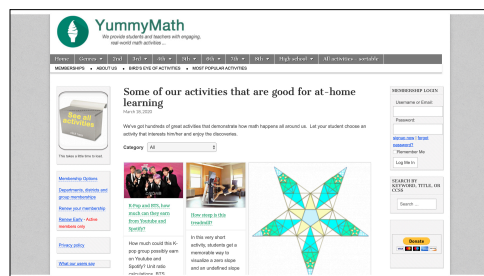 YummyMath
We provide students and teachers with engaging,
real-world math activities ...
Home Genres 2nd 3rd 4th 5th 6th 7th 8th High school All activities - sortable
MEMBERSHIPS ABOUT US BIRD'S EYE OF ACTIVITIES MOST POPULAR ACTIVITIES
See all
activities
This takes a little time to load
Membership Options
Departments, districts and
group memberships
Renew your membership
Renew Early - Active
members only
Privacy policy
What our users say
Some of our activities that are good for at-home
learning
March 18, 2020
We've got hundreds of great activities that demonstrate how math happens all around us. Let your student choose an
activity that interests him/her and enjoy the discoveries.
Category All
K-Pop and BTS, how
much can they earn
from Youtube and
Spotify?
How much could this K-
pop group possibly earn
on Youtube and
Spotify? Unit ratio
calculations, BTS
How steep is this
treadmill?
In this very short
activity, students get a
memorable way to
visualize a zero slope
and an undefined slope
MEMBERSHIP LOGIN
Username or Email:
Password:
signup now | forgot
password?
Remember Me
Log Me In
SEARCH BY
KEYWORD, TITLE, OR
CCSS
Search ...
Donate